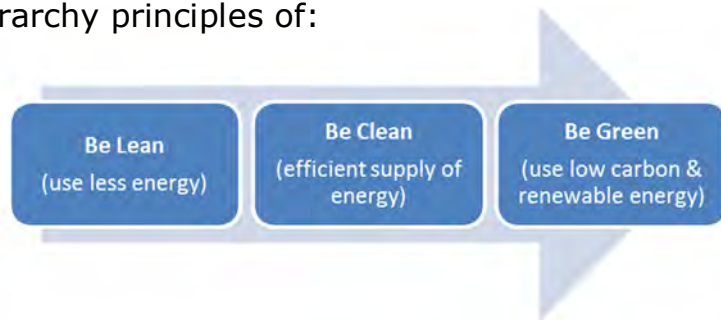 principles of:
Be Lean
(use less energy)
Be Clean
(efficient supply of
energy)
Be Green
(use low carbon &
renewable energy)